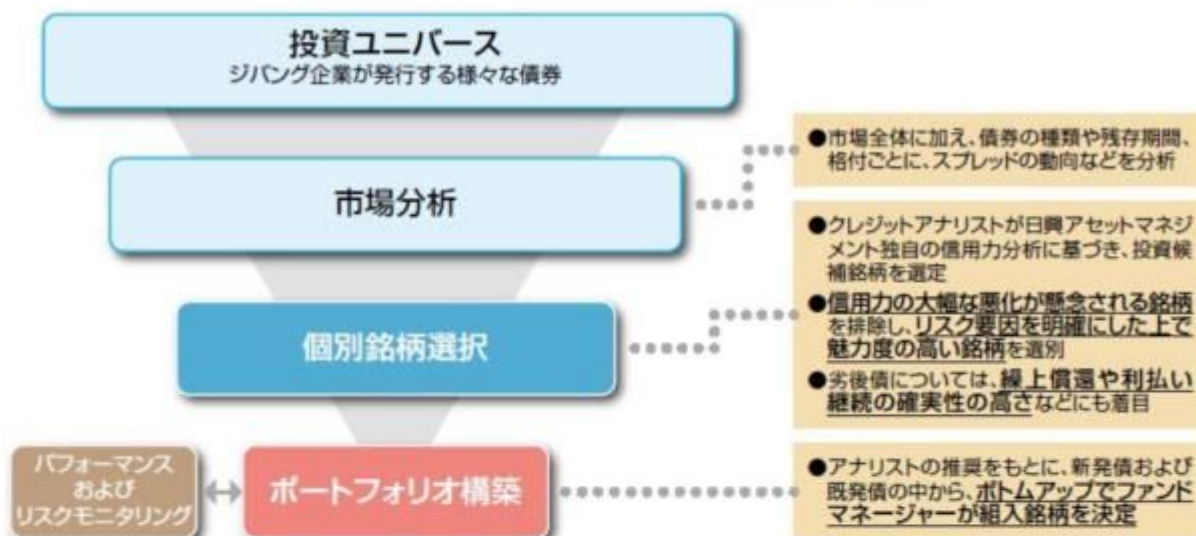 投資ユニバース
ジパング企業が発行する様々な債券
市場分析
●市場全体に加え、債券の種類や残存期間、
格付ごとに、スプレッドの動向などを分析
個別銘柄選択
●クレジットアナリストが日興アセットマネジ
メント独自の信用力分析に基づき、投資候
補銘柄を選定
●信用力の大幅な悪化が懸念される銘柄
を排除し、リスク要因を明確にした上で
魅力度の高い銘柄を選別
●劣後債については、繰上償還や利払い
継続の確実性の高さなどにも着目
パフォーマンス
および
リスクモニタリング
ポートフォリオ構築
●アナリストの推奨をもとに、新発債および
既発債の中から、ボトムアップでファンド
マネージャーが組入銘柄を決定